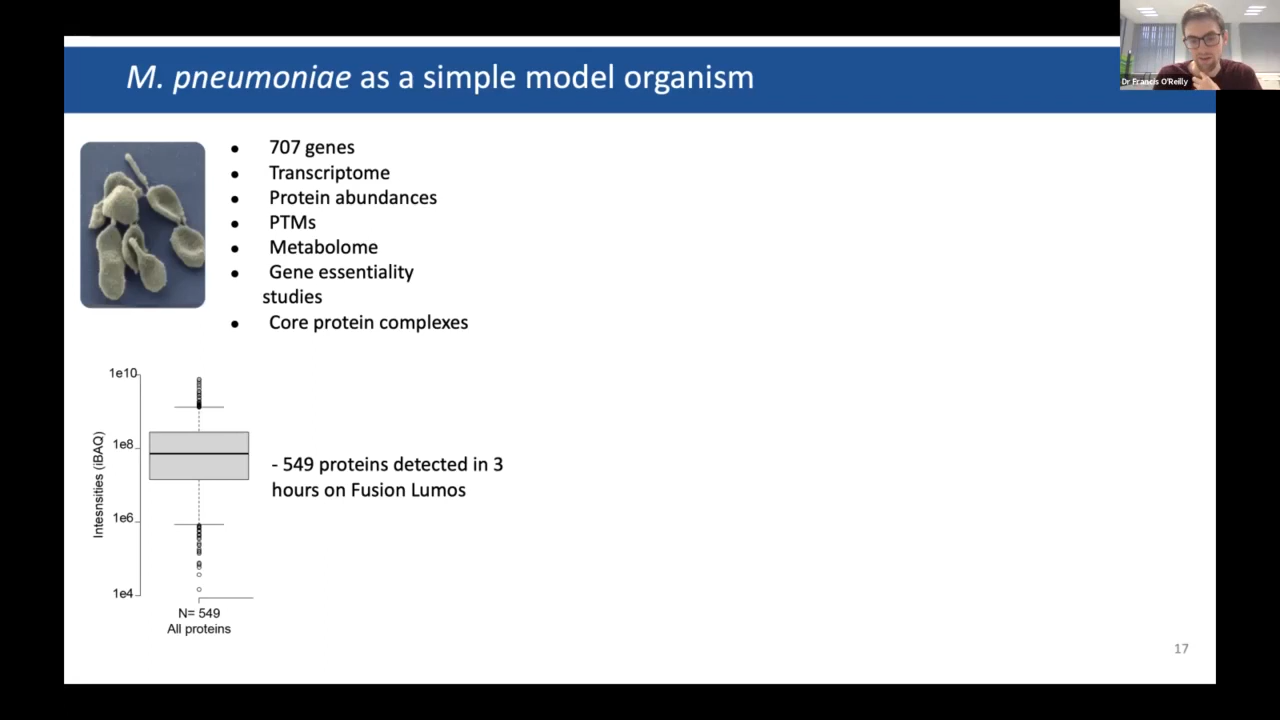 M. pneumoniae as a simple model organism
Dr Francis O'Reilly
● 707 genes
● Transcriptome
● Protein abundances
● PTMs
● Metabolome
● Gene essentiality
studies
● Core protein complexes
1e10
1e8
1e6
1e4
Intesnsities (iBAQ)
N= 549
All proteins
- 549 proteins detected in 3
hours on Fusion Lumos
17